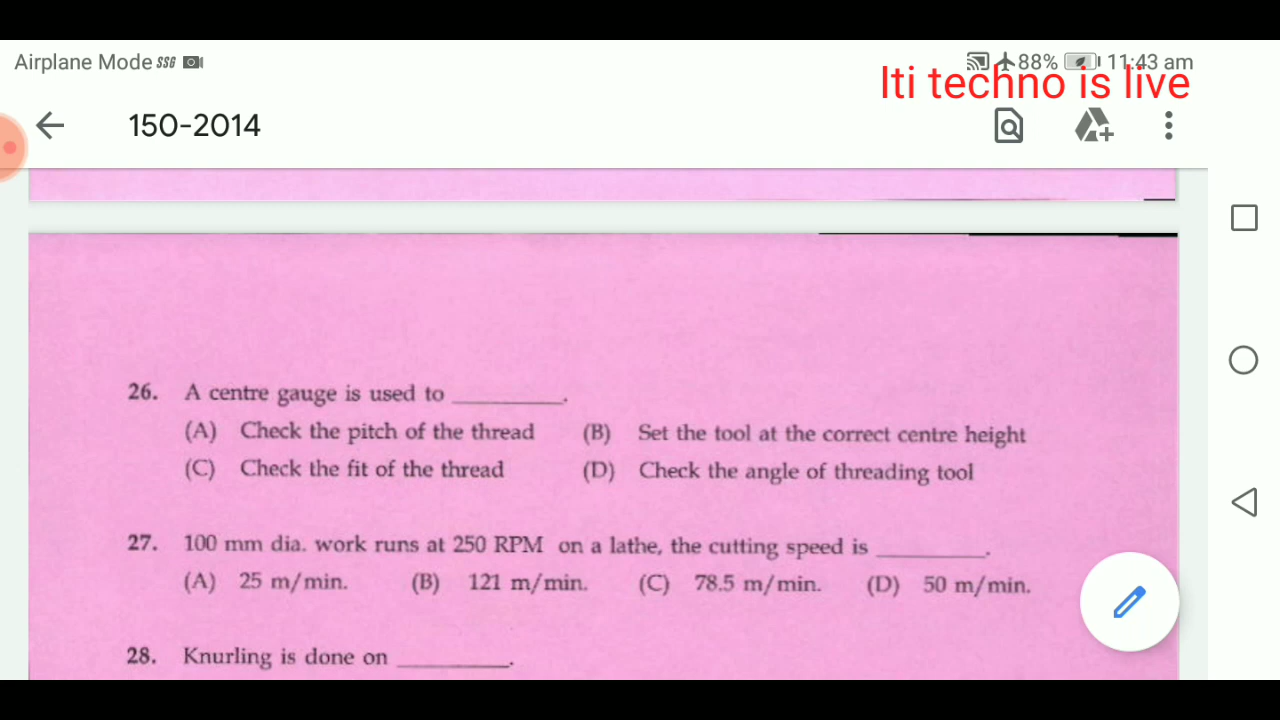 Airplane Mode SSG 88% 11:43 am
Iti techno is live
150-2014
26. A centre gauge is used to ________.
(A) Check the pitch of the thread (B) Set the tool at the correct centre height
(C) Check the fit of the thread (D) Check the angle of threading tool
27. 100 mm dia. work runs at 250 RPM on a lathe, the cutting speed is ________.
(A) 25 m/min. (B) 121 m/min. (C) 78.5 m/min. (D) 50 m/min.
28. Knurling is done on ________.